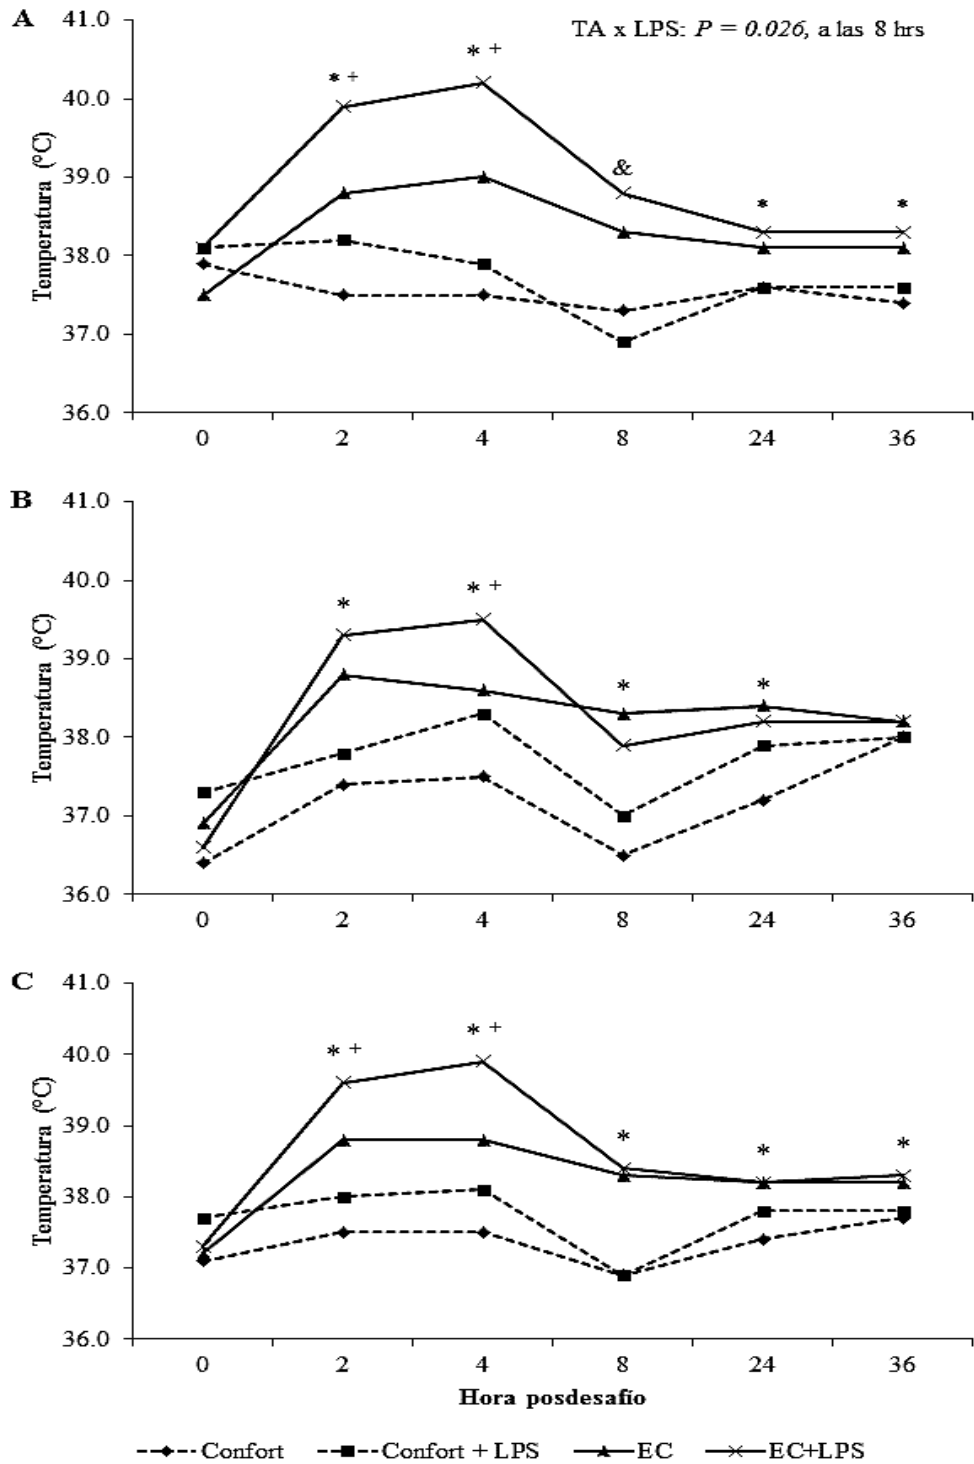 A
TA x LPS: P = 0.026, a las 8 hrs
Temperatura (°C)
41.0
40.0
39.0
38.0
37.0
36.0
* +
* +
&
*
*
0 2 4 8 24 36
B
Temperatura (°C)
41.0
40.0
39.0
38.0
37.0
36.0
*
* +
*
*
0 2 4 8 24 36
C
Temperatura (°C)
41.0
40.0
39.0
38.0
37.0
36.0
* +
* +
*
*
*
0 2 4 8 24 36
Hora posdesafío
Confort Confort + LPS EC EC+LPS